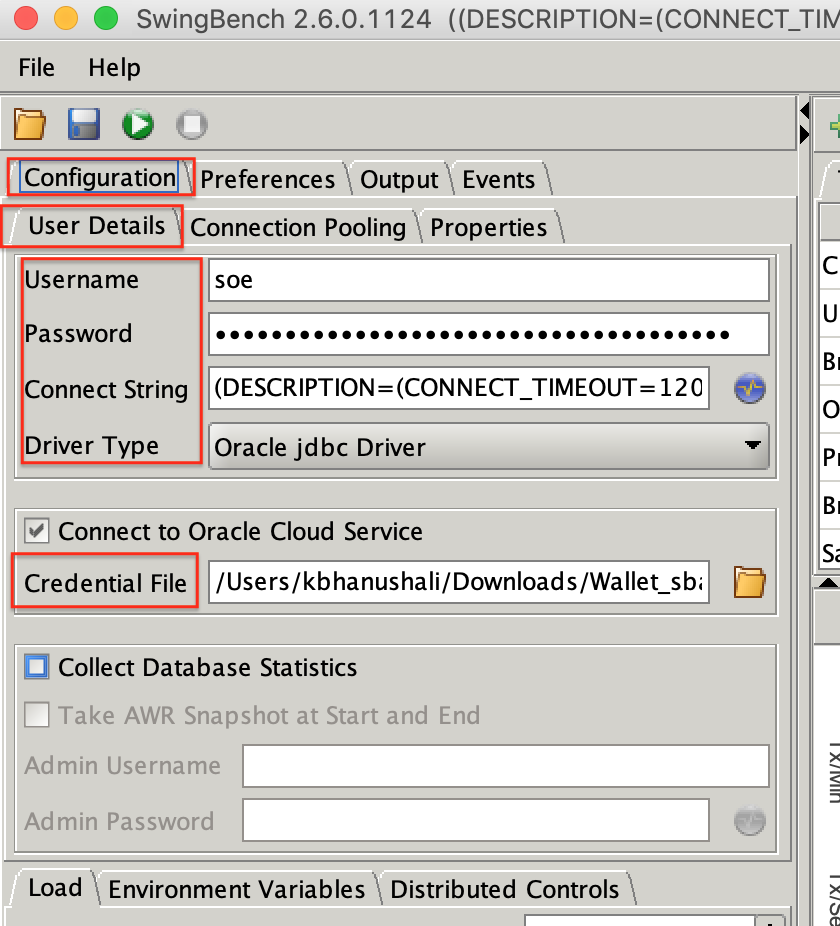 SwingBench 2.6.0.1124 ((DESCRIPTION=(CONNECT_TIM
File Help
Configuration Preferences Output Events
User Details Connection Pooling Properties
Username soe
Password ••••••••••••••••••••••••••••••••••••••
Connect String (DESCRIPTION=(CONNECT_TIMEOUT=120
Driver Type Oracle jdbc Driver
Connect to Oracle Cloud Service
Credential File /Users/kbhanushali/Downloads/Wallet_sba
Collect Database Statistics
Take AWR Snapshot at Start and End
Admin Username
Admin Password
Load Environment Variables Distributed Controls
C
U
Br
O
Pr
Br
Sa
Tx/Min
Tx/Se